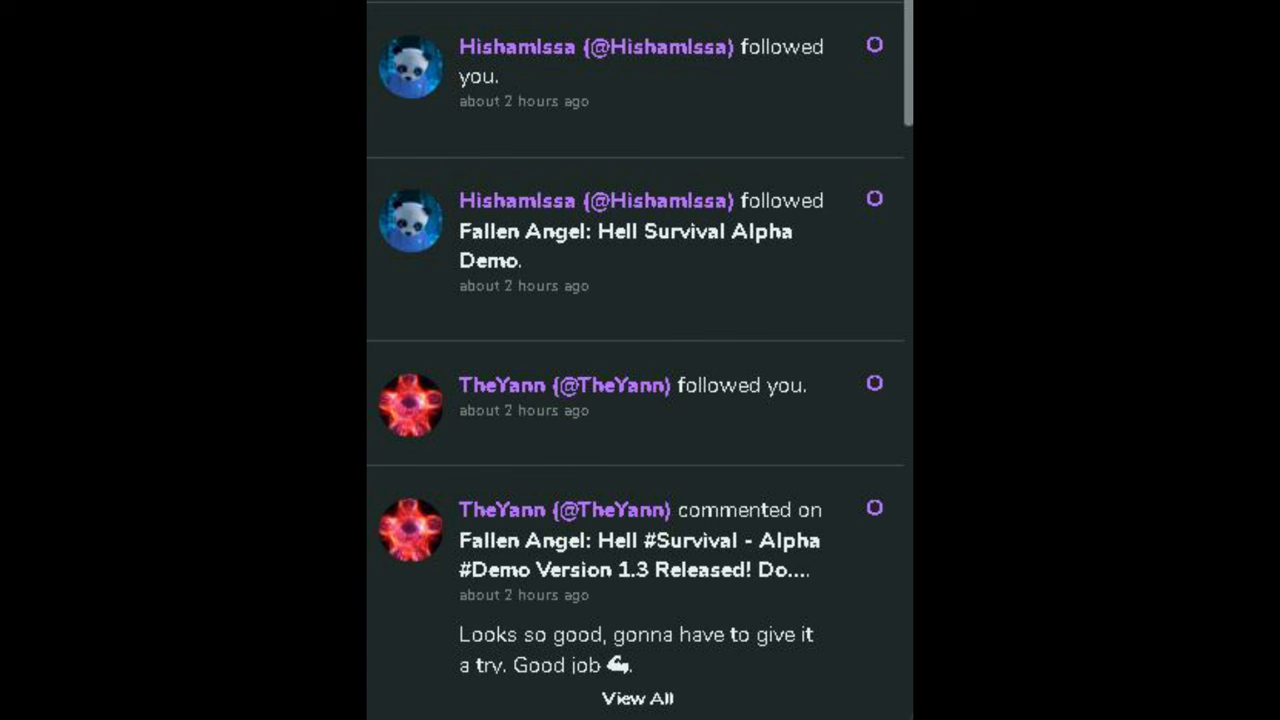 HishamIssa (@HishamIssa) followed
you.
about 2 hours ago
HishamIssa (@HishamIssa) followed
Fallen Angel: Hell Survival Alpha
Demo.
about 2 hours ago
TheYann (@TheYann) followed you.
about 2 hours ago
TheYann (@TheYann) commented on
Fallen Angel: Hell #Survival - Alpha
#Demo Version 1.3 Released! Do....
about 2 hours ago
Looks so good, gonna have to give it
a try. Good job 💪.
View All